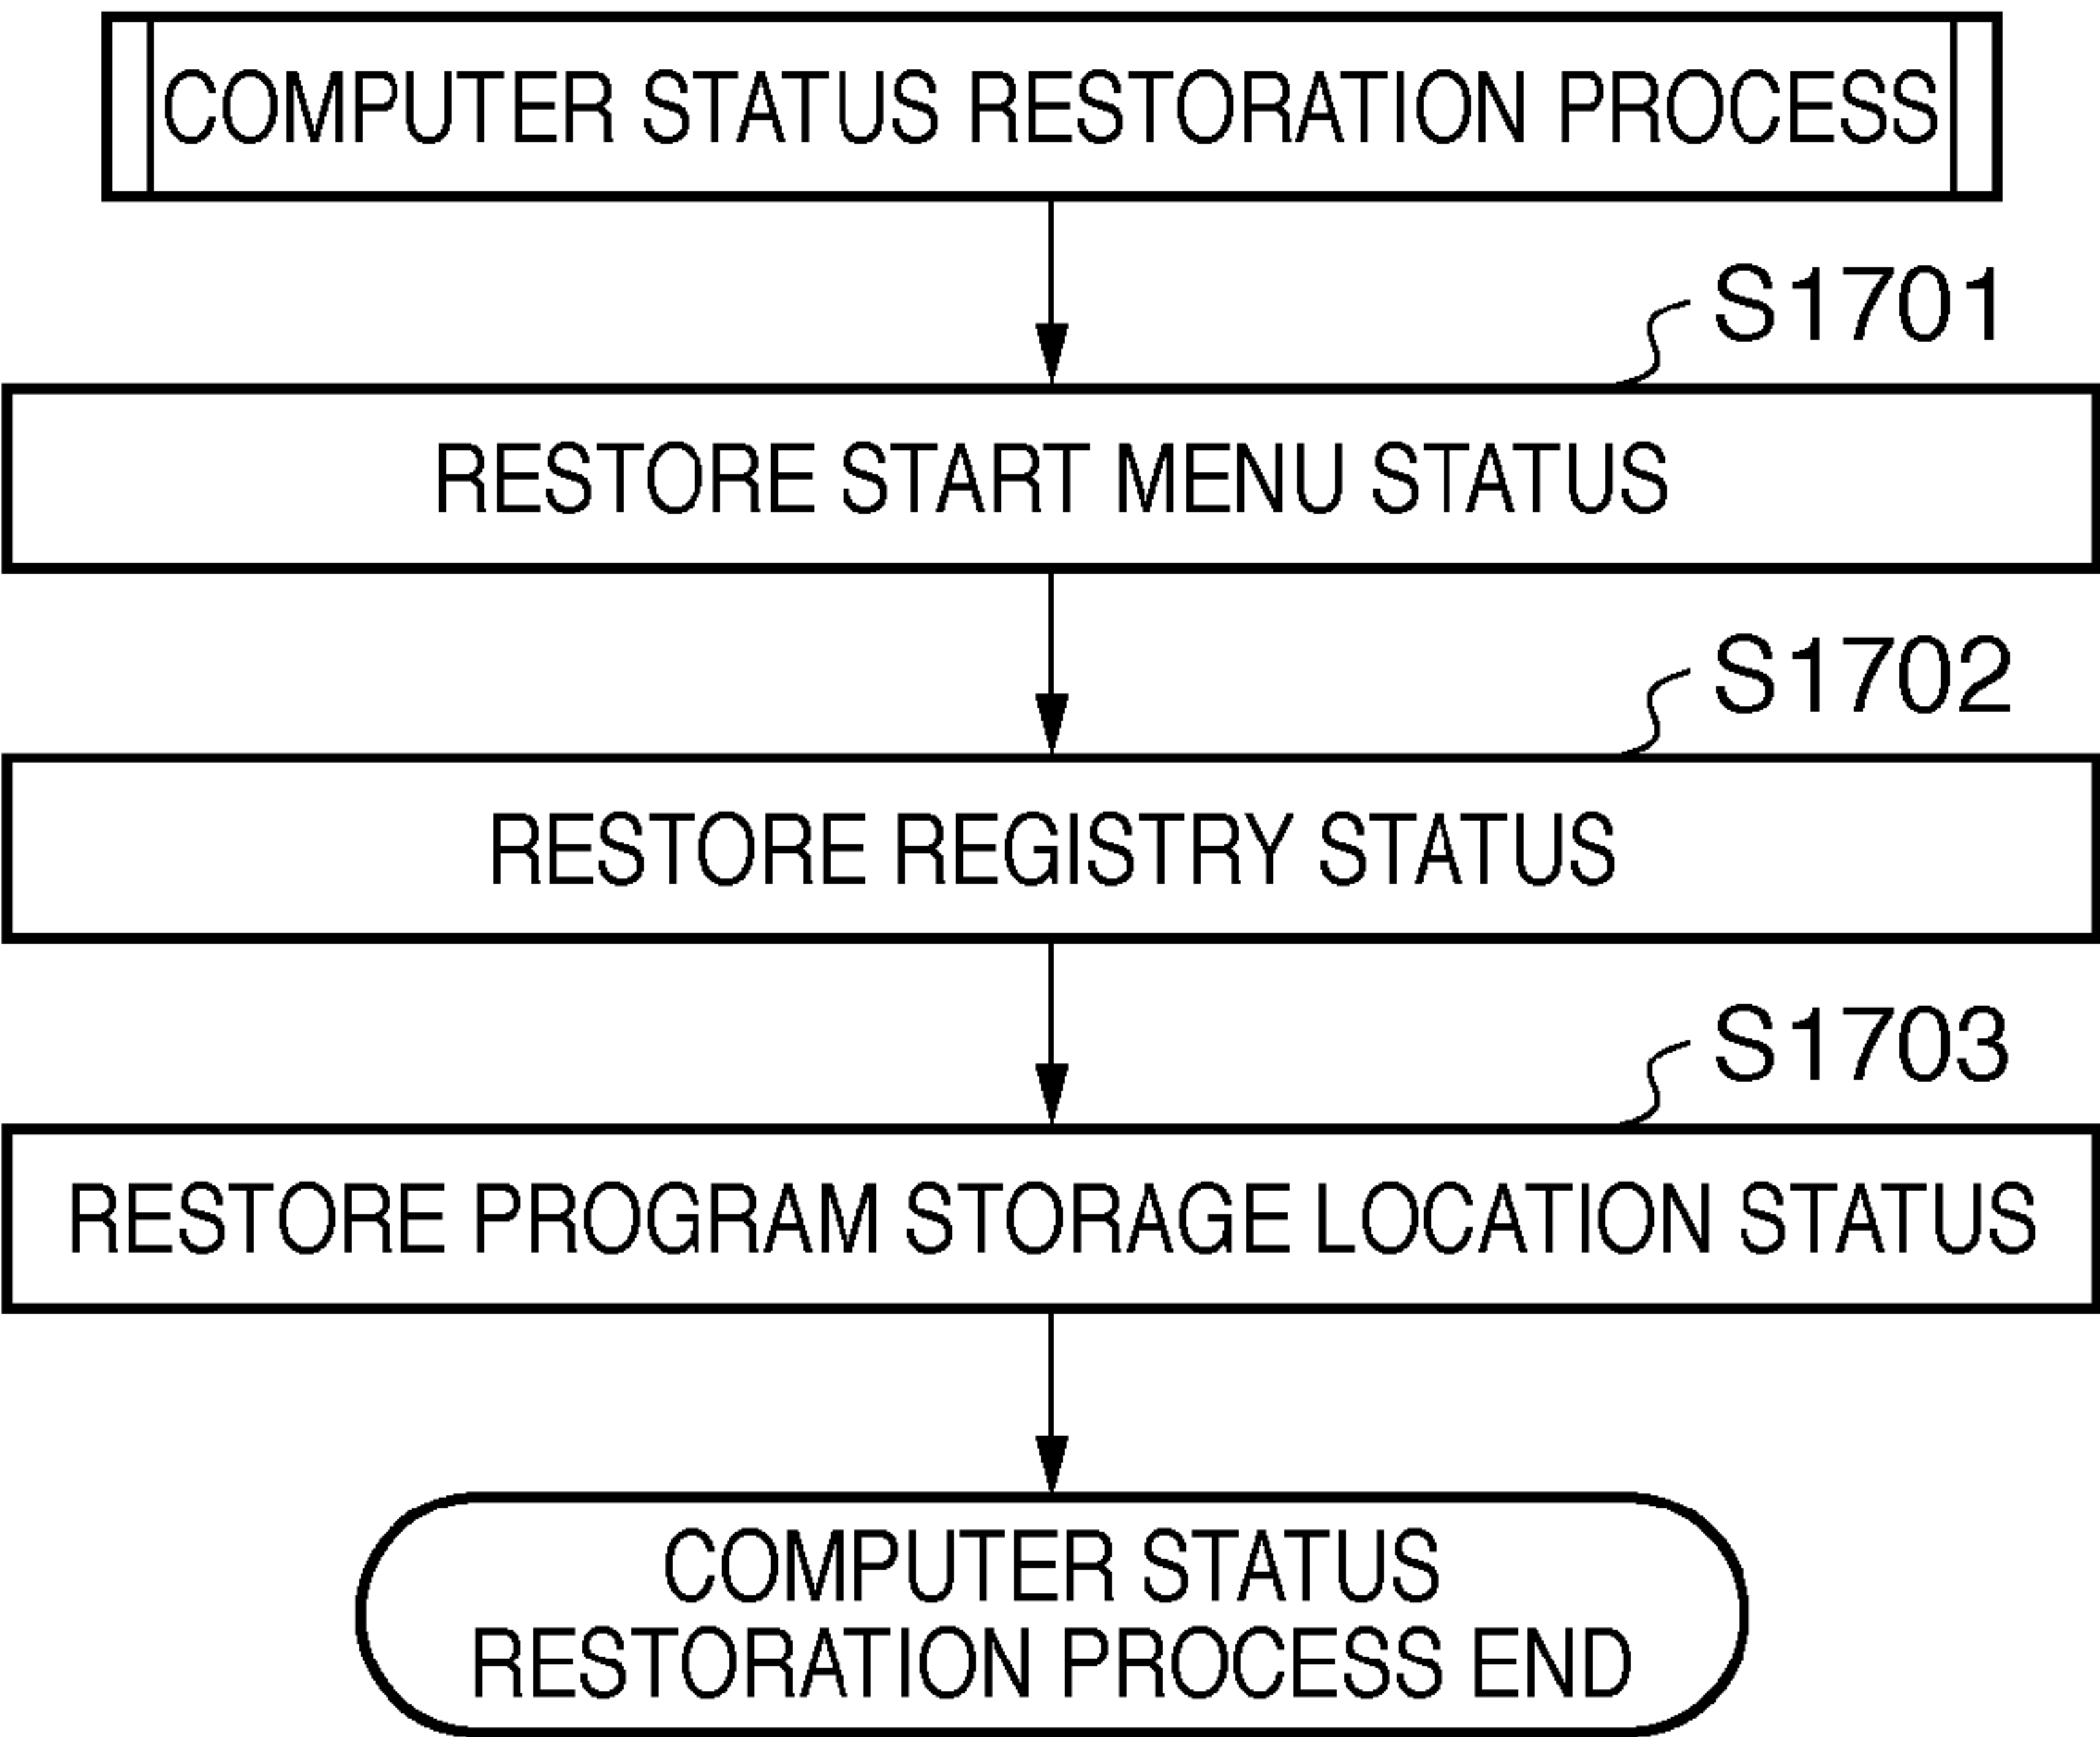 COMPUTER STATUS RESTORATION PROCESS
S1701
RESTORE START MENU STATUS
S1702
RESTORE REGISTRY STATUS
S1703
RESTORE PROGRAM STORAGE LOCATION STATUS
COMPUTER STATUS
RESTORATION PROCESS END